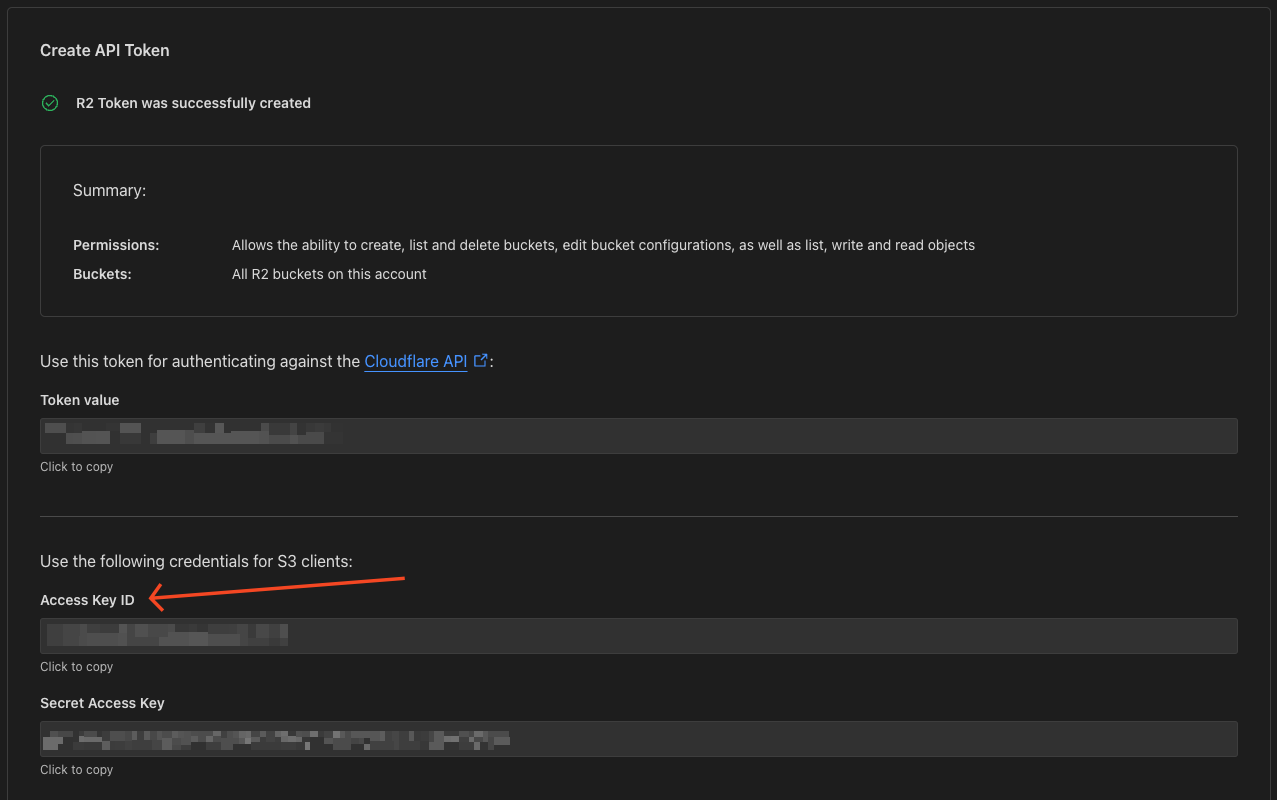 Create API Token
R2 Token was successfully created
Summary:
Permissions: Allows the ability to create, list and delete buckets, edit bucket configurations, as well as list, write and read objects
Buckets: All R2 buckets on this account
Use this token for authenticating against the Cloudflare API:
Token value
Click to copy
Use the following credentials for S3 clients:
Access Key ID
Click to copy
Secret Access Key
Click to copy